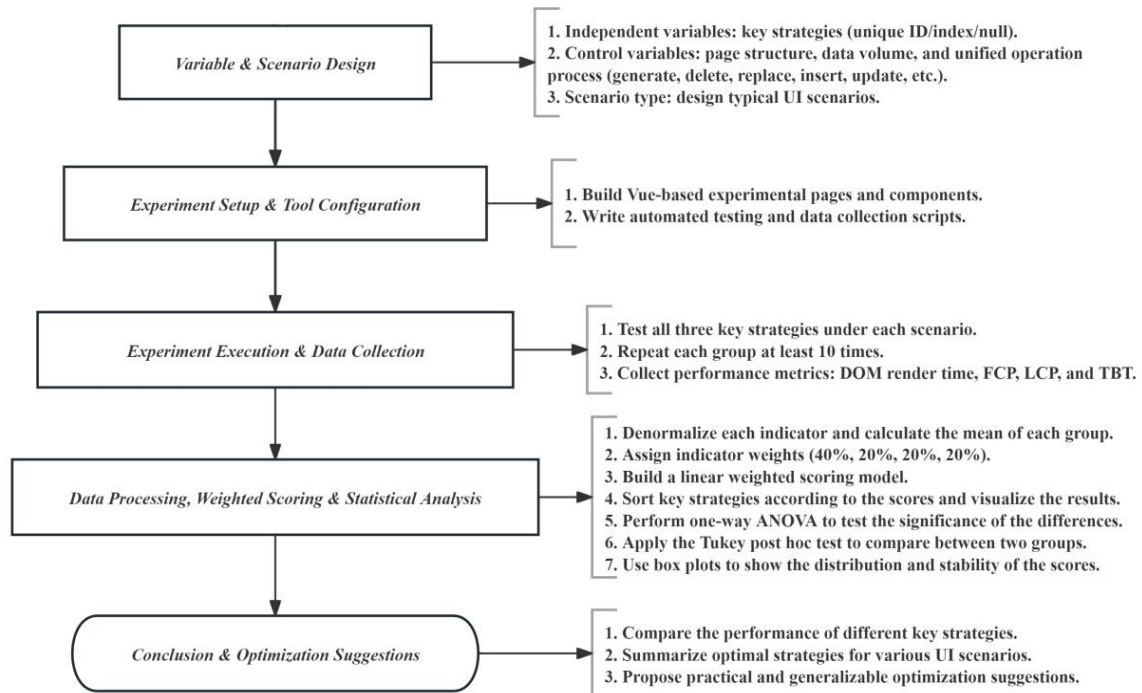 Variable & Scenario Design
1. Independent variables: key strategies (unique ID/index/null).
2. Control variables: page structure, data volume, and unified operation
process (generate, delete, replace, insert, update, etc.).
3. Scenario type: design typical UI scenarios.
Experiment Setup & Tool Configuration
1. Build Vue-based experimental pages and components.
2. Write automated testing and data collection scripts.
Experiment Execution & Data Collection
1. Test all three key strategies under each scenario.
2. Repeat each group at least 10 times.
3. Collect performance metrics: DOM render time, FCP, LCP, and TBT.
Data Processing, Weighted Scoring & Statistical Analysis
1. Denormalize each indicator and calculate the mean of each group.
2. Assign indicator weights (40%, 20%, 20%, 20%).
3. Build a linear weighted scoring model.
4. Sort key strategies according to the scores and visualize the results.
5. Perform one-way ANOVA to test the significance of the differences.
6. Apply the Tukey post hoc test to compare between two groups.
7. Use box plots to show the distribution and stability of the scores.
Conclusion & Optimization Suggestions
1. Compare the performance of different key strategies.
2. Summarize optimal strategies for various UI scenarios.
3. Propose practical and generalizable optimization suggestions.